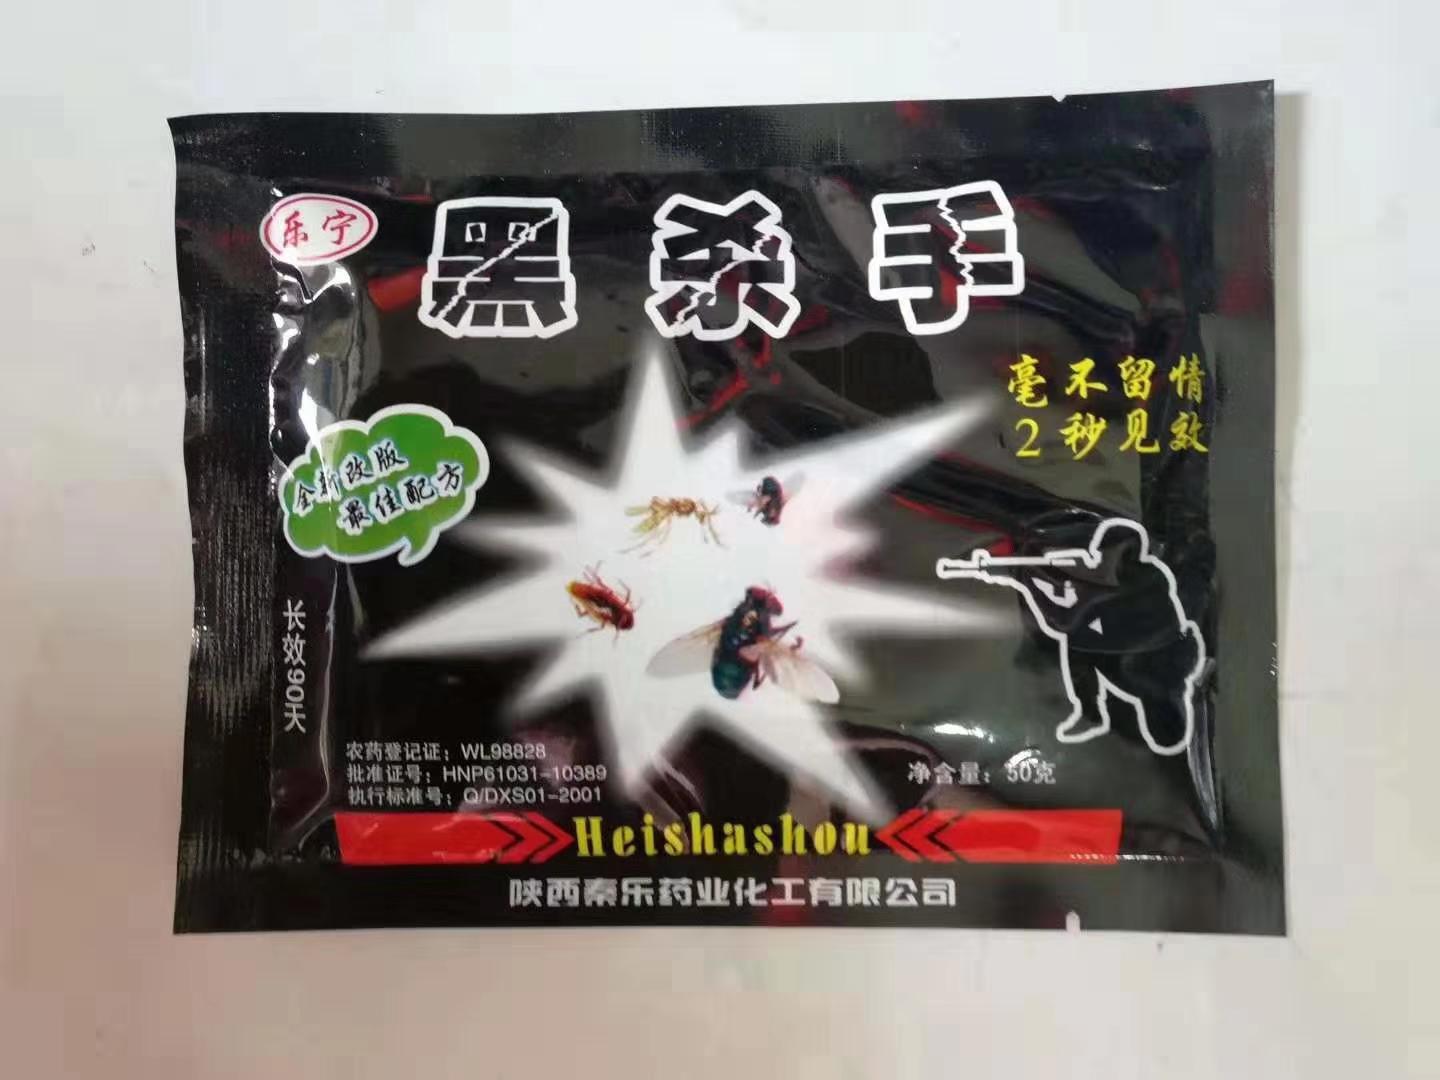 乐宁
黑杀手
毫不留情
2秒见效
全新改版
最佳配方
长效90天
农药登记证：WL98828
批准证号：HNP61031-10389
执行标准号：Q/DXS01-2001
净含量：50克
Heishashou
陕西秦乐药业化工有限公司